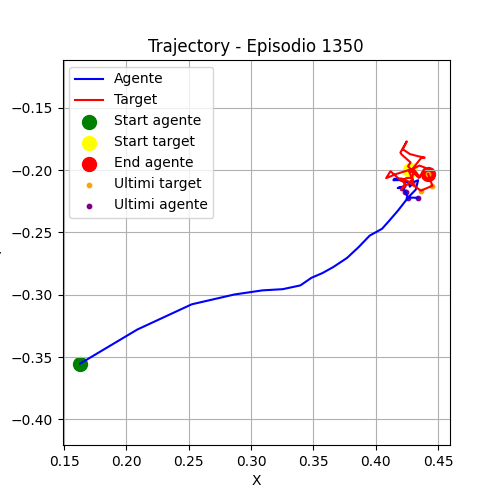 Trajectory - Episodio 1350
Agente
Target
Start agente
Start target
End agente
Ultimi target
Ultimi agente
−0.15
−0.20
−0.25
−0.30
−0.35
−0.40
0.15
0.20
0.25
0.30
0.35
0.40
0.45
X